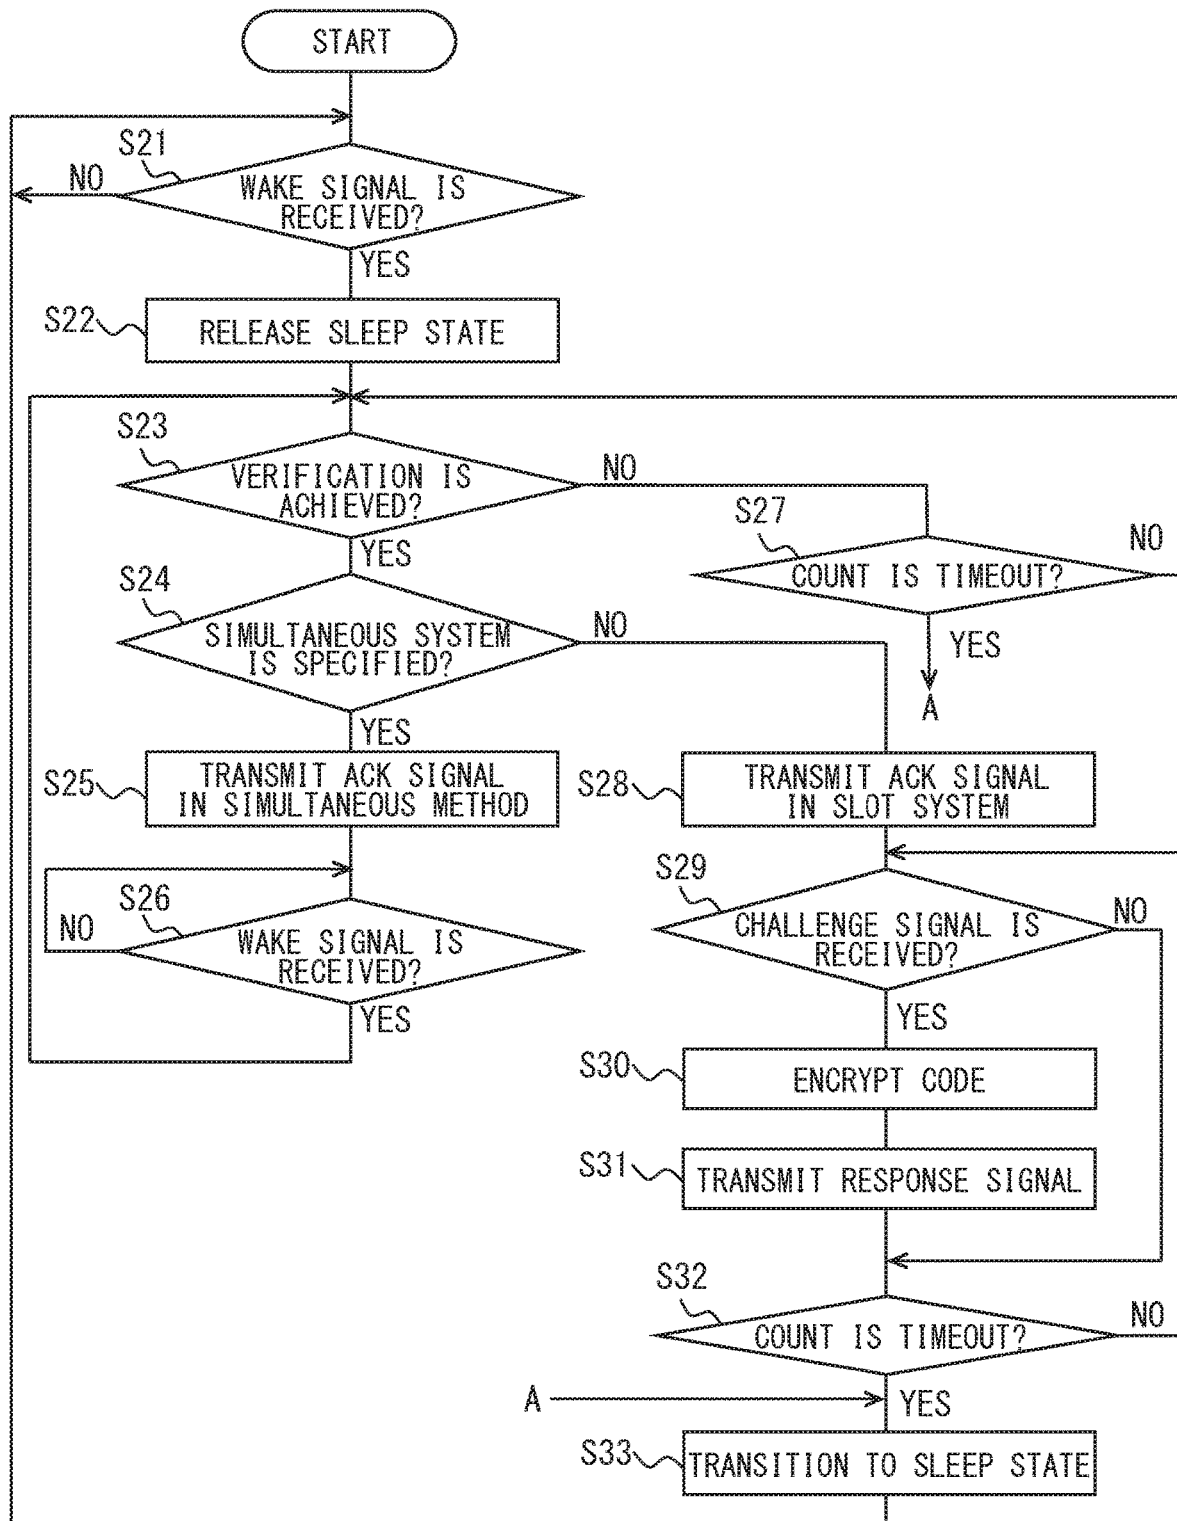 START
S21
NO
WAKE SIGNAL IS
RECEIVED?
YES
S22
RELEASE SLEEP STATE
S23
VERIFICATION IS
ACHIEVED?
NO
YES
S27
COUNT IS TIMEOUT?
NO
YES
A
S24
SIMULTANEOUS SYSTEM
IS SPECIFIED?
NO
YES
S25
TRANSMIT ACK SIGNAL
IN SIMULTANEOUS METHOD
S26
NO
WAKE SIGNAL IS
RECEIVED?
YES
S28
TRANSMIT ACK SIGNAL
IN SLOT SYSTEM
S29
CHALLENGE SIGNAL IS
RECEIVED?
NO
YES
S30
ENCRYPT CODE
S31
TRANSMIT RESPONSE SIGNAL
S32
COUNT IS TIMEOUT?
NO
A
YES
S33
TRANSITION TO SLEEP STATE